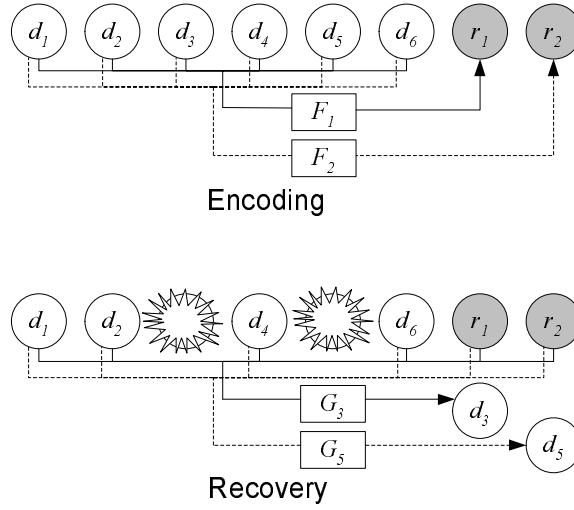 d₁ d₂ d₃ d₄ d₅ d₆ r₁ r₂
F₁
F₂
Encoding
d₁ d₂ d₄ d₆ r₁ r₂
G₃
d₃
G₅
d₅
Recovery